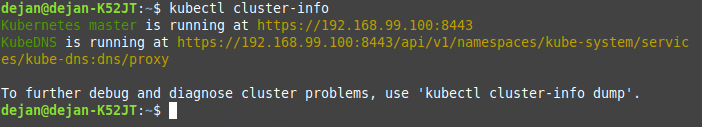 dejan@dejan-K52JT:~$ kubectl cluster-info
Kubernetes master is running at https://192.168.99.100:8443
KubeDNS is running at https://192.168.99.100:8443/api/v1/namespaces/kube-system/servic
es/kube-dns:dns/proxy

To further debug and diagnose cluster problems, use 'kubectl cluster-info dump'.
dejan@dejan-K52JT:~$